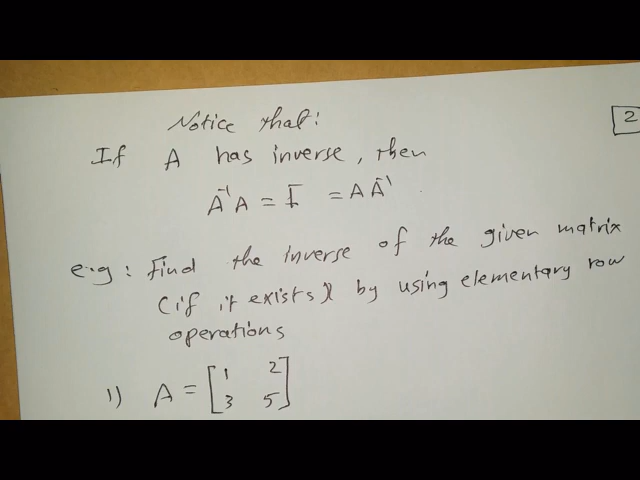 Notice that:
2
If A has inverse, then
A⁻¹A = I = AA⁻¹
e.g: Find the inverse of the given matrix
(if it exists) by using elementary row
operations
1) A = [1 2
3 5]